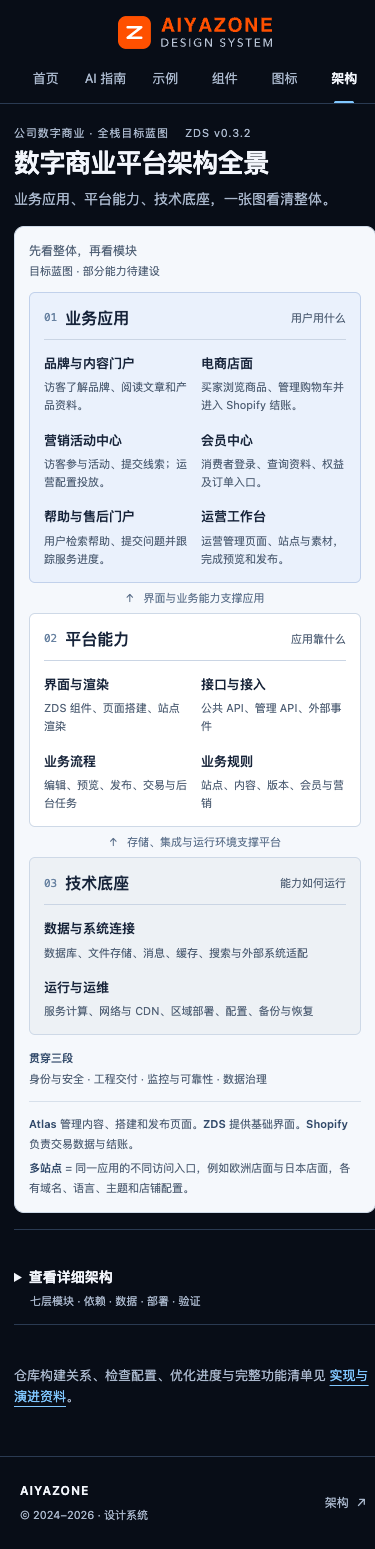 AIYAZONE
DESIGN SYSTEM
首页 AI 指南 示例 组件 图标 架构
公司数字商业 · 全栈目标蓝图 ZDS v0.3.2
数字商业平台架构全景
业务应用、平台能力、技术底座，一张图看清整体。
先看整体，再看模块
目标蓝图 · 部分能力待建设
01 业务应用 用户用什么
品牌与内容门户
访客了解品牌、阅读文章和产
品资料。
电商店面
买家浏览商品、管理购物车并
进入 Shopify 结账。
营销活动中心
访客参与活动、提交线索；运
营配置投放。
会员中心
消费者登录、查询资料、权益
及订单入口。
帮助与售后门户
用户检索帮助、提交问题并跟
踪服务进度。
运营工作台
运营管理页面、站点与素材，
完成预览和发布。
↑ 界面与业务能力支撑应用
02 平台能力 应用靠什么
界面与渲染
ZDS 组件、页面搭建、站点
渲染
接口与接入
公共 API、管理 API、外部事
件
业务流程
编辑、预览、发布、交易与后
台任务
业务规则
站点、内容、版本、会员与营
销
↑ 存储、集成与运行环境支撑平台
03 技术底座 能力如何运行
数据与系统连接
数据库、文件存储、消息、缓存、搜索与外部系统适配
运行与运维
服务计算、网络与 CDN、区域部署、配置、备份与恢复
贯穿三段
身份与安全 · 工程交付 · 监控与可靠性 · 数据治理
Atlas 管理内容、搭建和发布页面。ZDS 提供基础界面。Shopify
负责交易数据与结账。
多站点 = 同一应用的不同访问入口，例如欧洲店面与日本店面，各
有域名、语言、主题和店铺配置。
▶ 查看详细架构
七层模块 · 依赖 · 数据 · 部署 · 验证
仓库构建关系、检查配置、优化进度与完整功能清单见 实现与
演进资料。
AIYAZONE
© 2024–2026 · 设计系统
架构 ↗